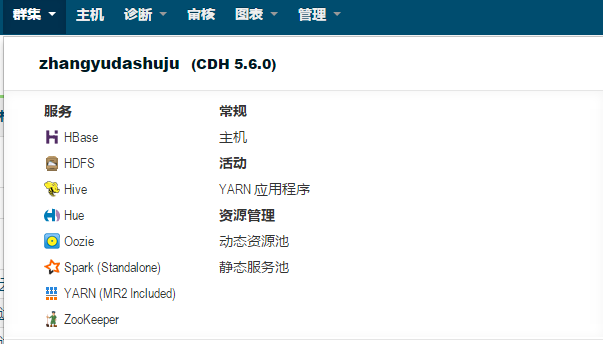 群集 主机 诊断 审核 图表 管理
zhangyudashuju (CDH 5.6.0)
服务
HBase
HDFS
Hive
Hue
Oozie
Spark (Standalone)
YARN (MR2 Included)
ZooKeeper
常规
主机
活动
YARN 应用程序
资源管理
动态资源池
静态服务池